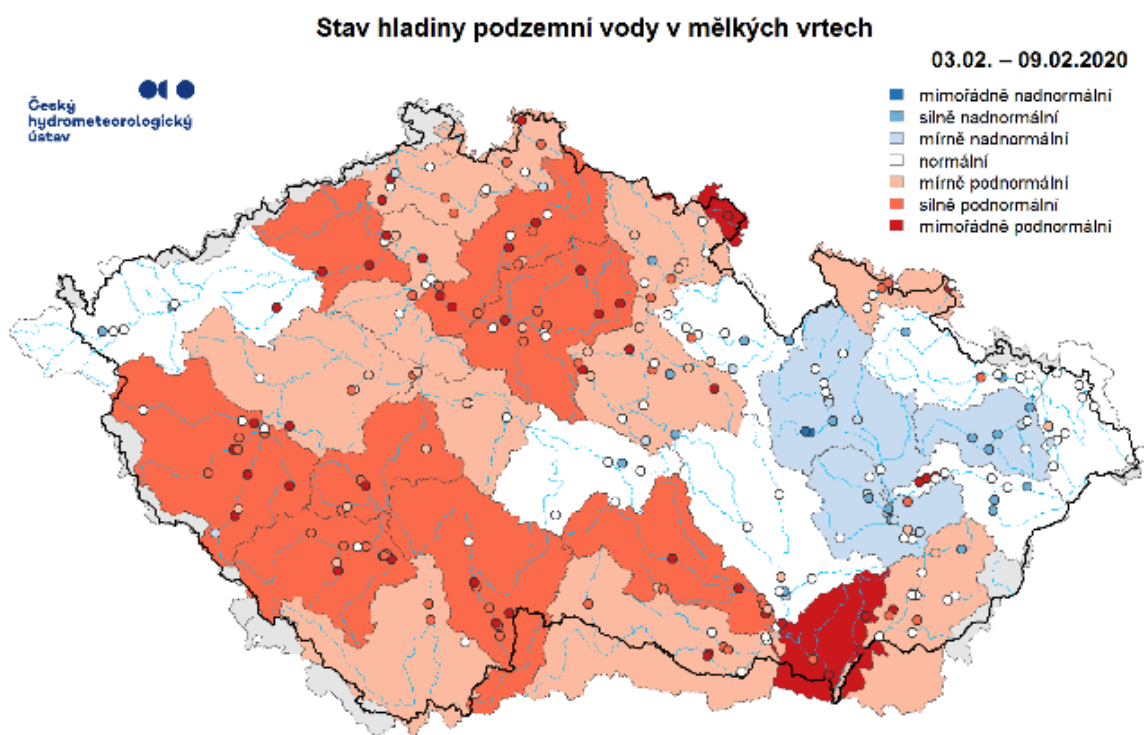 Stav hladiny podzemní vody v mělkých vrtech
03.02. – 09.02.2020
Český
hydrometeorologický
ústav
mimořádně nadnormální
silně nadnormální
mírně nadnormální
normální
mírně podnormální
silně podnormální
mimořádně podnormální